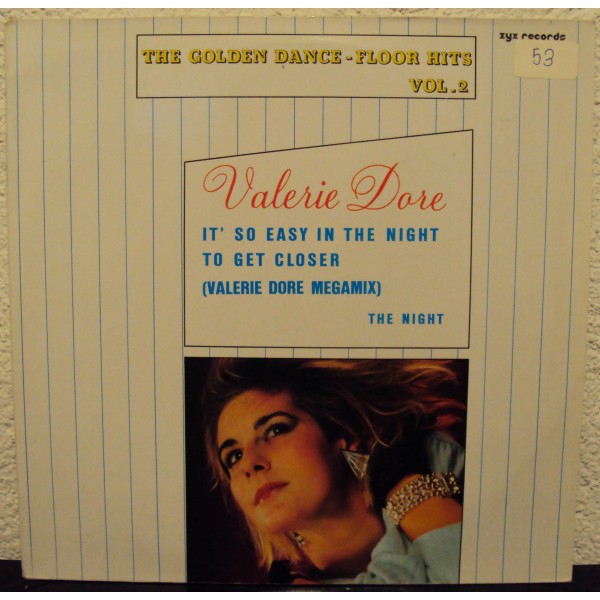 THE GOLDEN DANCE-FLOOR HITS
VOL.2
zyx records
53
Valerie Dore
IT' SO EASY IN THE NIGHT
TO GET CLOSER
(VALERIE DORE MEGAMIX)
THE NIGHT